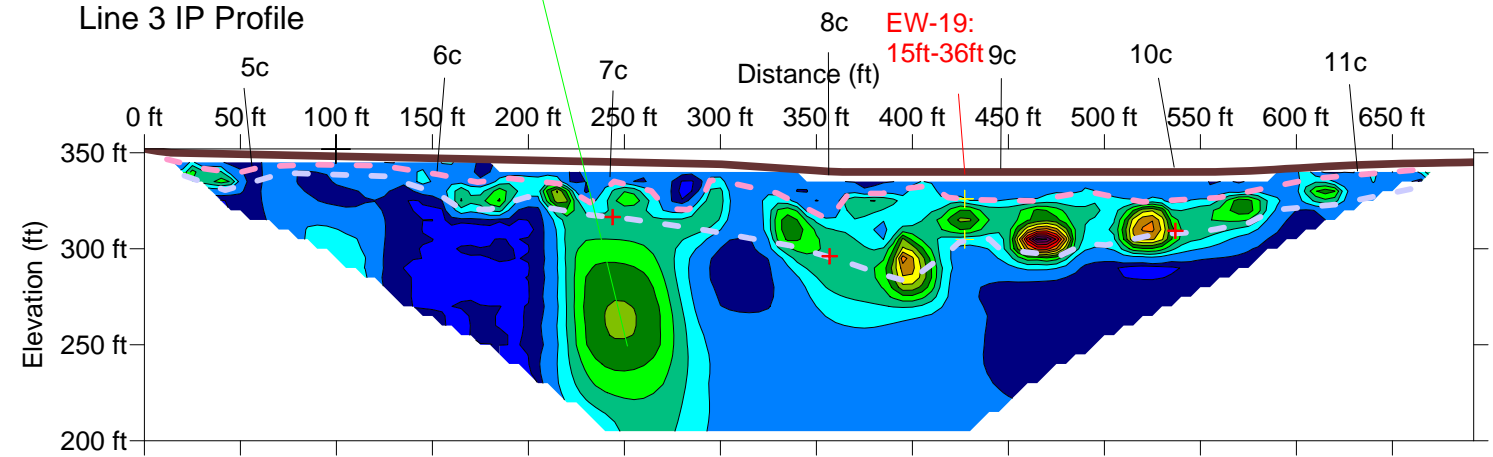 Line 3 IP Profile
8c
EW-19:
15ft-36ft
5c
6c
7c
Distance (ft)
9c
10c
11c
0 ft 50 ft 100 ft 150 ft 200 ft 250 ft 300 ft 350 ft 400 ft 450 ft 500 ft 550 ft 600 ft 650 ft
350 ft
300 ft
250 ft
200 ft
Elevation (ft)